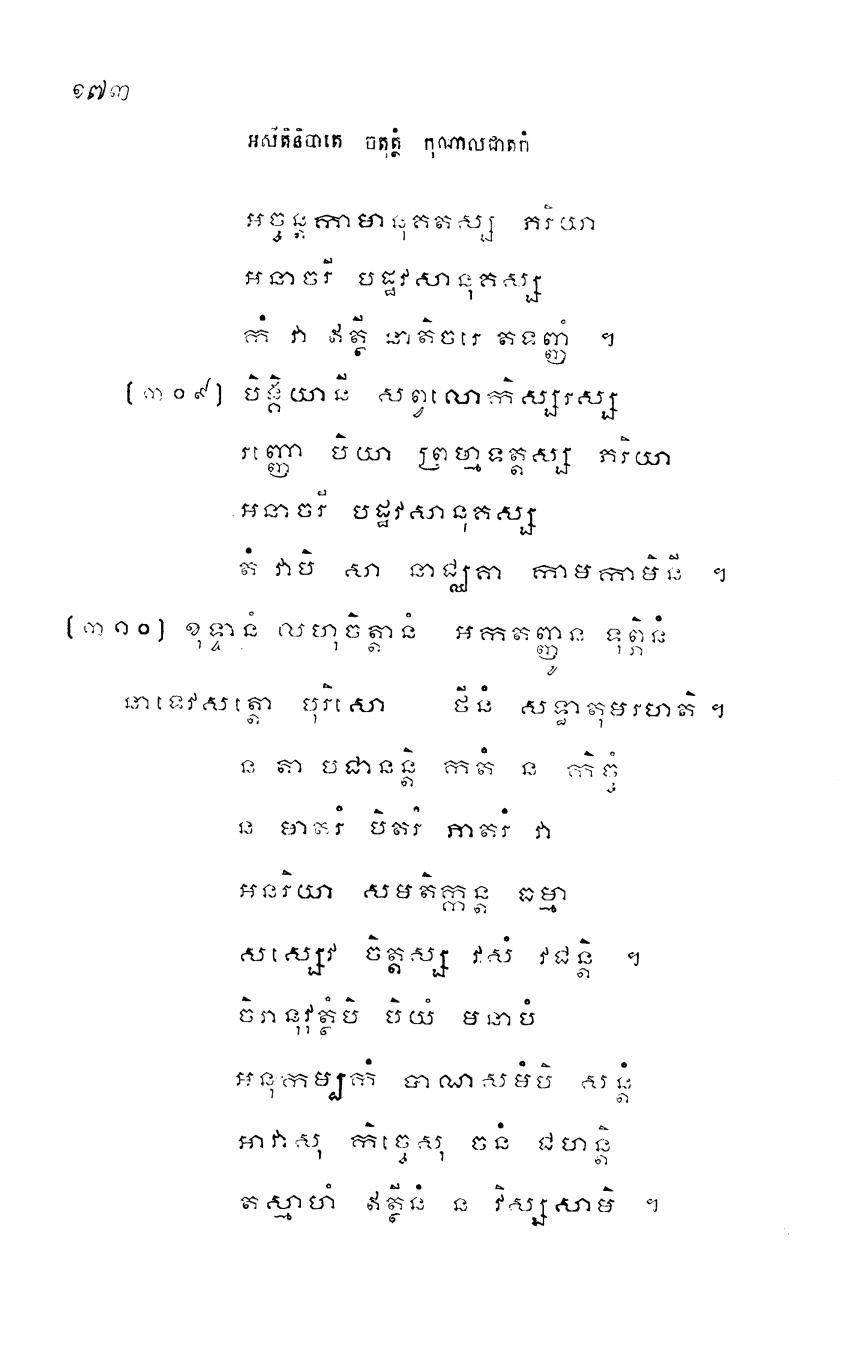 ១៧៣
អសីតិនិបាតេ ចតុត្ថំ កុណាលជាតកំ
អច្ចន្តកាមានុគតស្ស ភរិយា
អនាចរី បដ្ឋវសានុគស្ស
កំ វា ឥត្ថី នាតិចរេ តទញ្ញំ ។
(៣០៩) បិង្គិយានី សព្វលោកិស្សរស្ស
រញ្ញោ បិយា ព្រហ្មទត្តស្ស ភរិយា
អនាចរី បដ្ឋវសានុគស្ស
តំ វាបិ សា នាជ្ឈគា កាមកាមិនី ។
(៣១០) ខុទ្ទានំ លហុចិត្តានំ អកតញ្ញូន ទុព្ភិនំ
នាទេវសត្តោ បុរិសោ ថីនំ សទ្ធាតុមរហតិ ។
ន តា បជានន្តិ កតំ ន កិច្ចំ
ន មាតរំ បិតរំ ភាតរំ វា
អនរិយា សមតិក្កន្ត ធម្មា
សស្សេវ ចិត្តស្ស វសំ វជន្តិ ។
ចិរានុវុត្ថំបិ បិយំ មនាបំ
អនុកម្បកំ បាណសមំបិ សន្តំ
អាវាសុ កិច្ចេសុ ចនំ ជហន្តិ
តស្មាហំ ឥត្ថីនំ ន វិស្សសាមិ ។